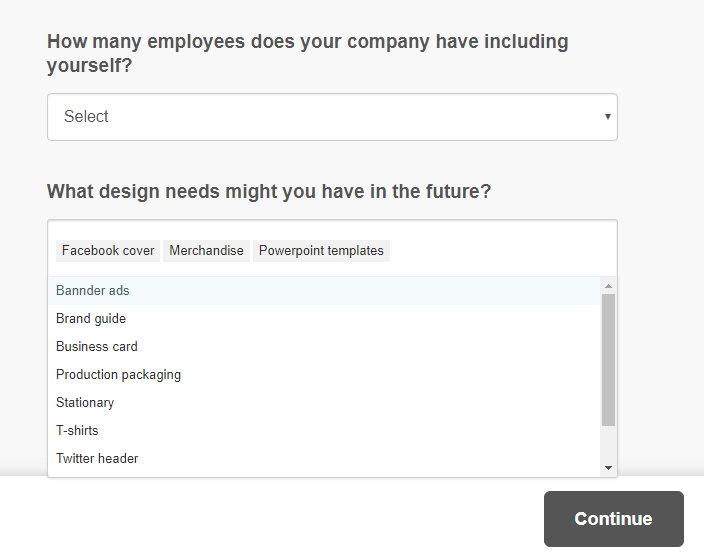 How many employees does your company have including
yourself?
Select
What design needs might you have in the future?
Facebook cover Merchandise Powerpoint templates
Bannder ads
Brand guide
Business card
Production packaging
Stationary
T-shirts
Twitter header
Continue